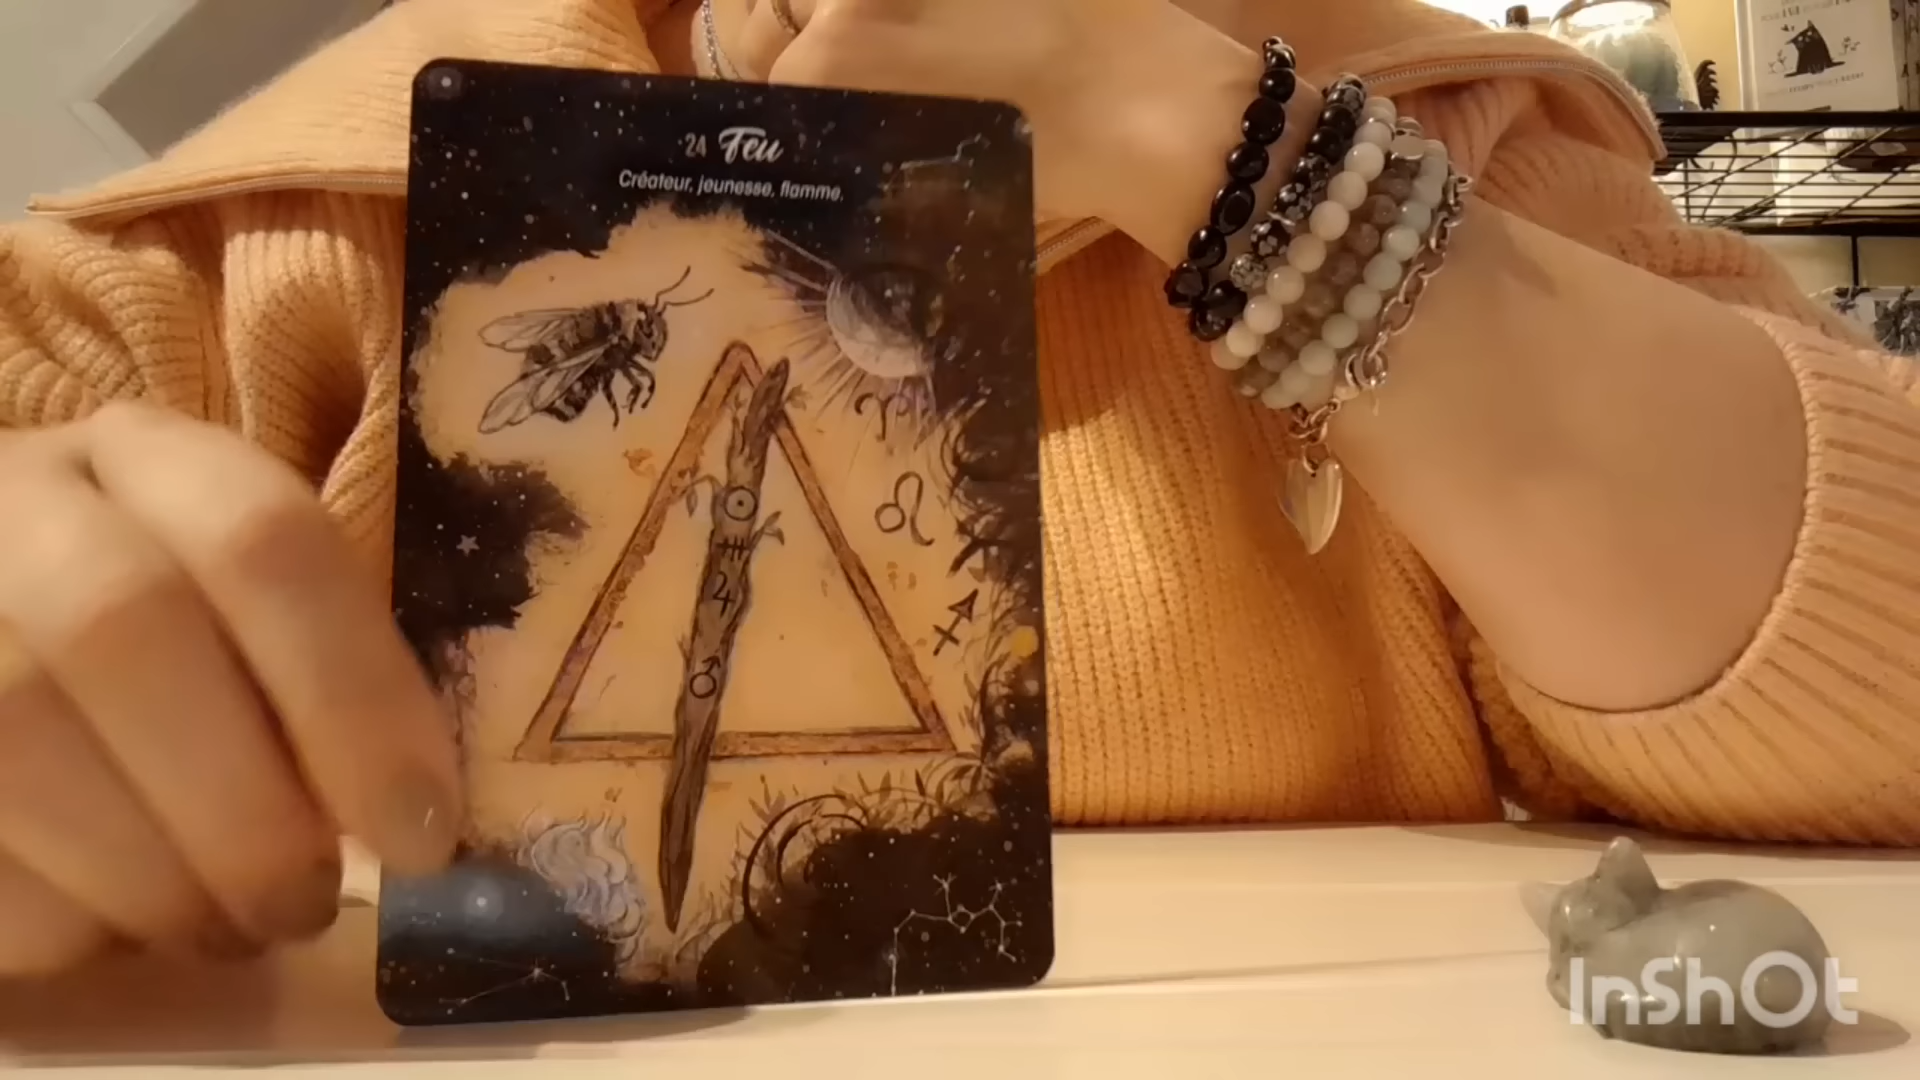 24 Feu
Créateur, jeunesse, flamme.
InShOt